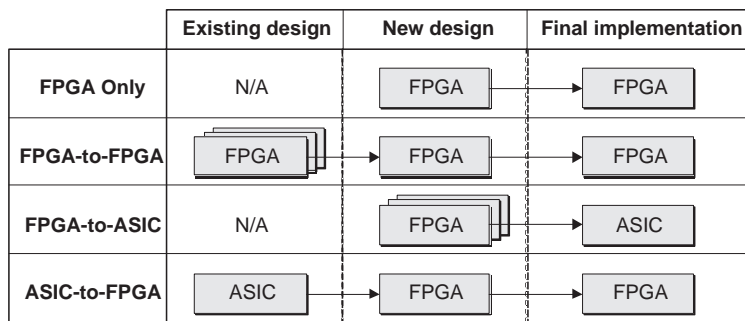 Existing design New design Final implementation
FPGA Only N/A FPGA FPGA
FPGA-to-FPGA FPGA FPGA FPGA
FPGA-to-ASIC N/A FPGA ASIC
ASIC-to-FPGA ASIC FPGA FPGA